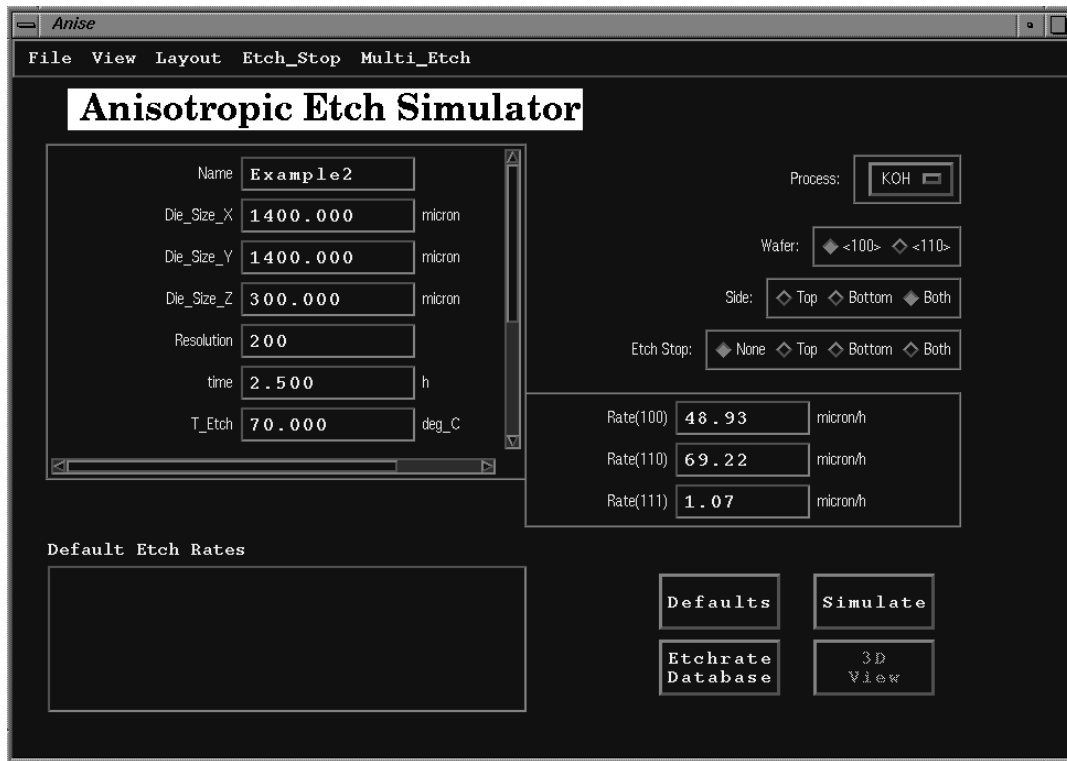 Anise
File View Layout Etch_Stop Multi_Etch
Anisotropic Etch Simulator
Name Example2
Die_Size_X 1400.000 micron
Die_Size_Y 1400.000 micron
Die_Size_Z 300.000 micron
Resolution 200
time 2.500 h
T_Etch 70.000 deg_C
Process: KOH
Wafer: <100> <110>
Side: Top Bottom Both
Etch Stop: None Top Bottom Both
Rate(100) 48.93 micron/h
Rate(110) 69.22 micron/h
Rate(111) 1.07 micron/h
Default Etch Rates
Defaults Simulate
Etchrate
Database
3D
View